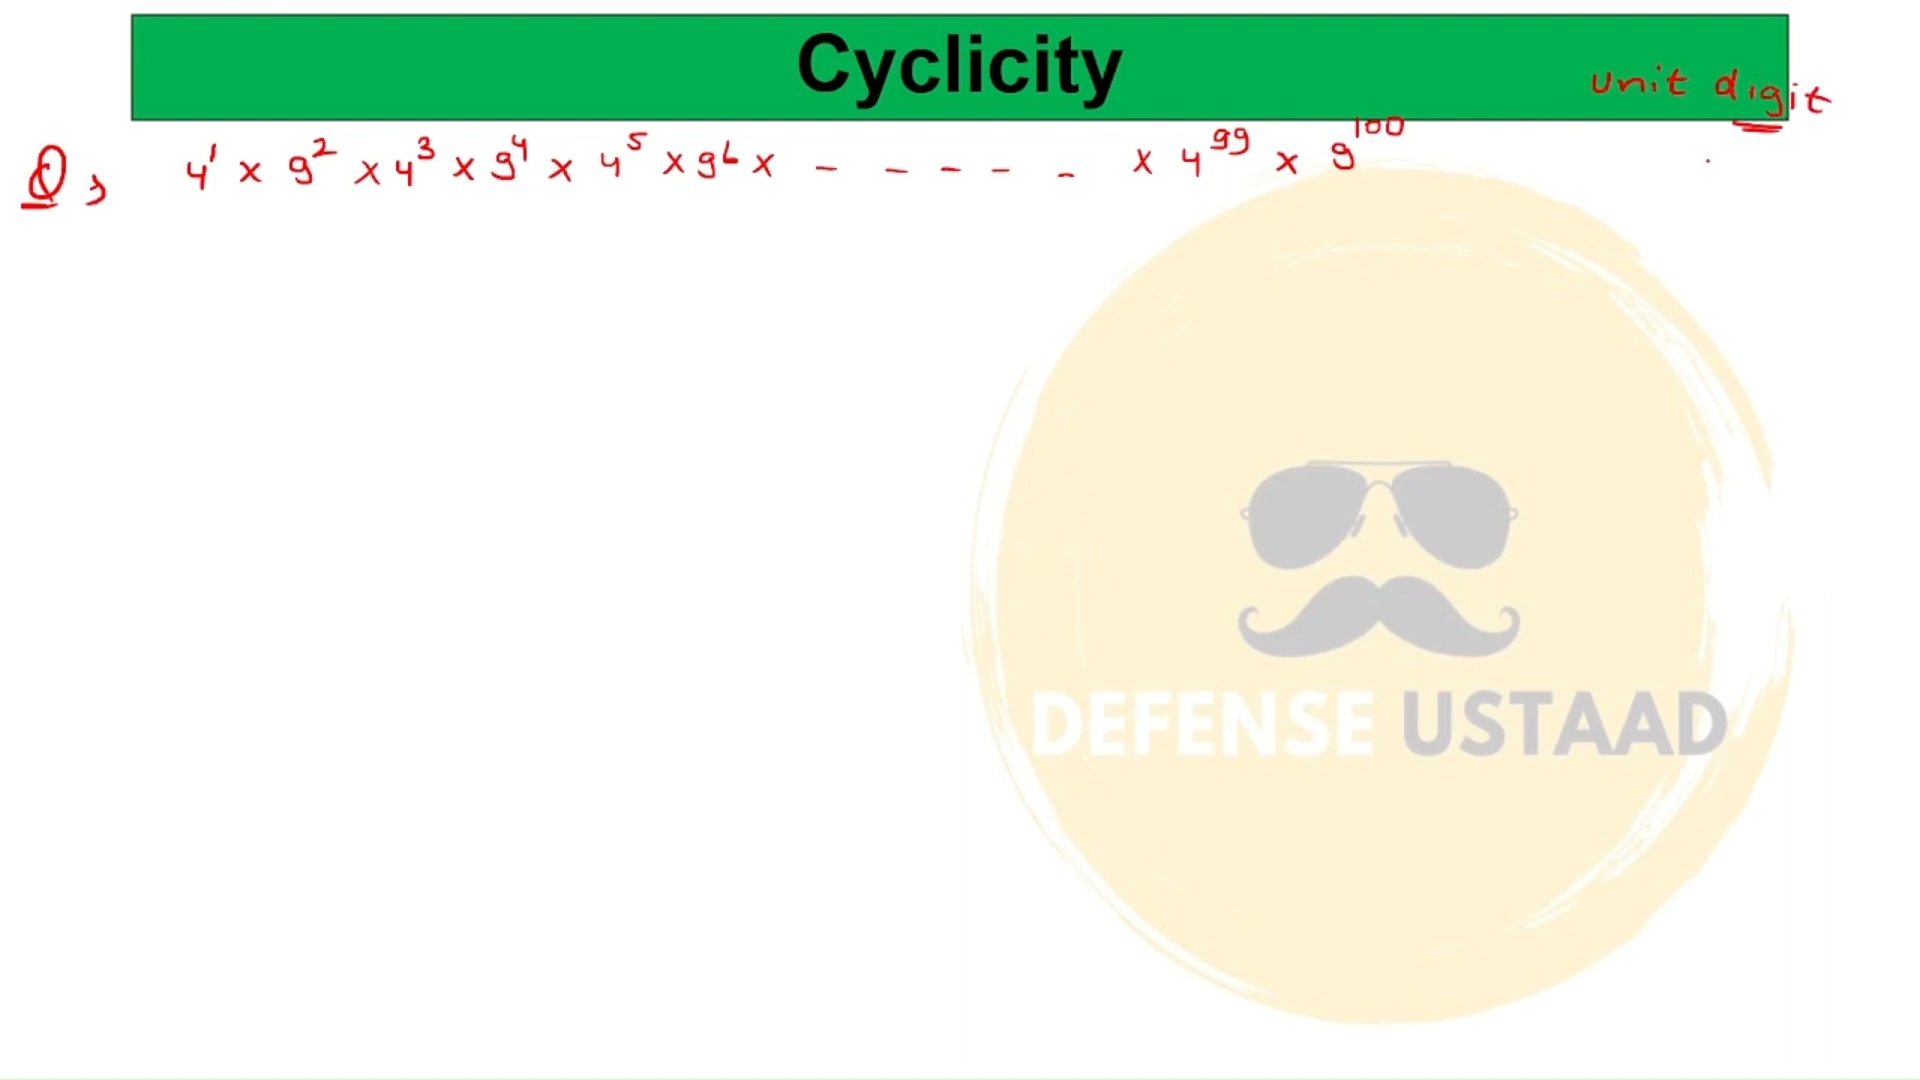 Cyclicity
unit digit
Q, 4¹ × 9² × 4³ × 9⁴ × 4⁵ × 9⁶ × - - - - - - × 4⁹⁹ × 9¹⁰⁰
DEFENSE USTAAD